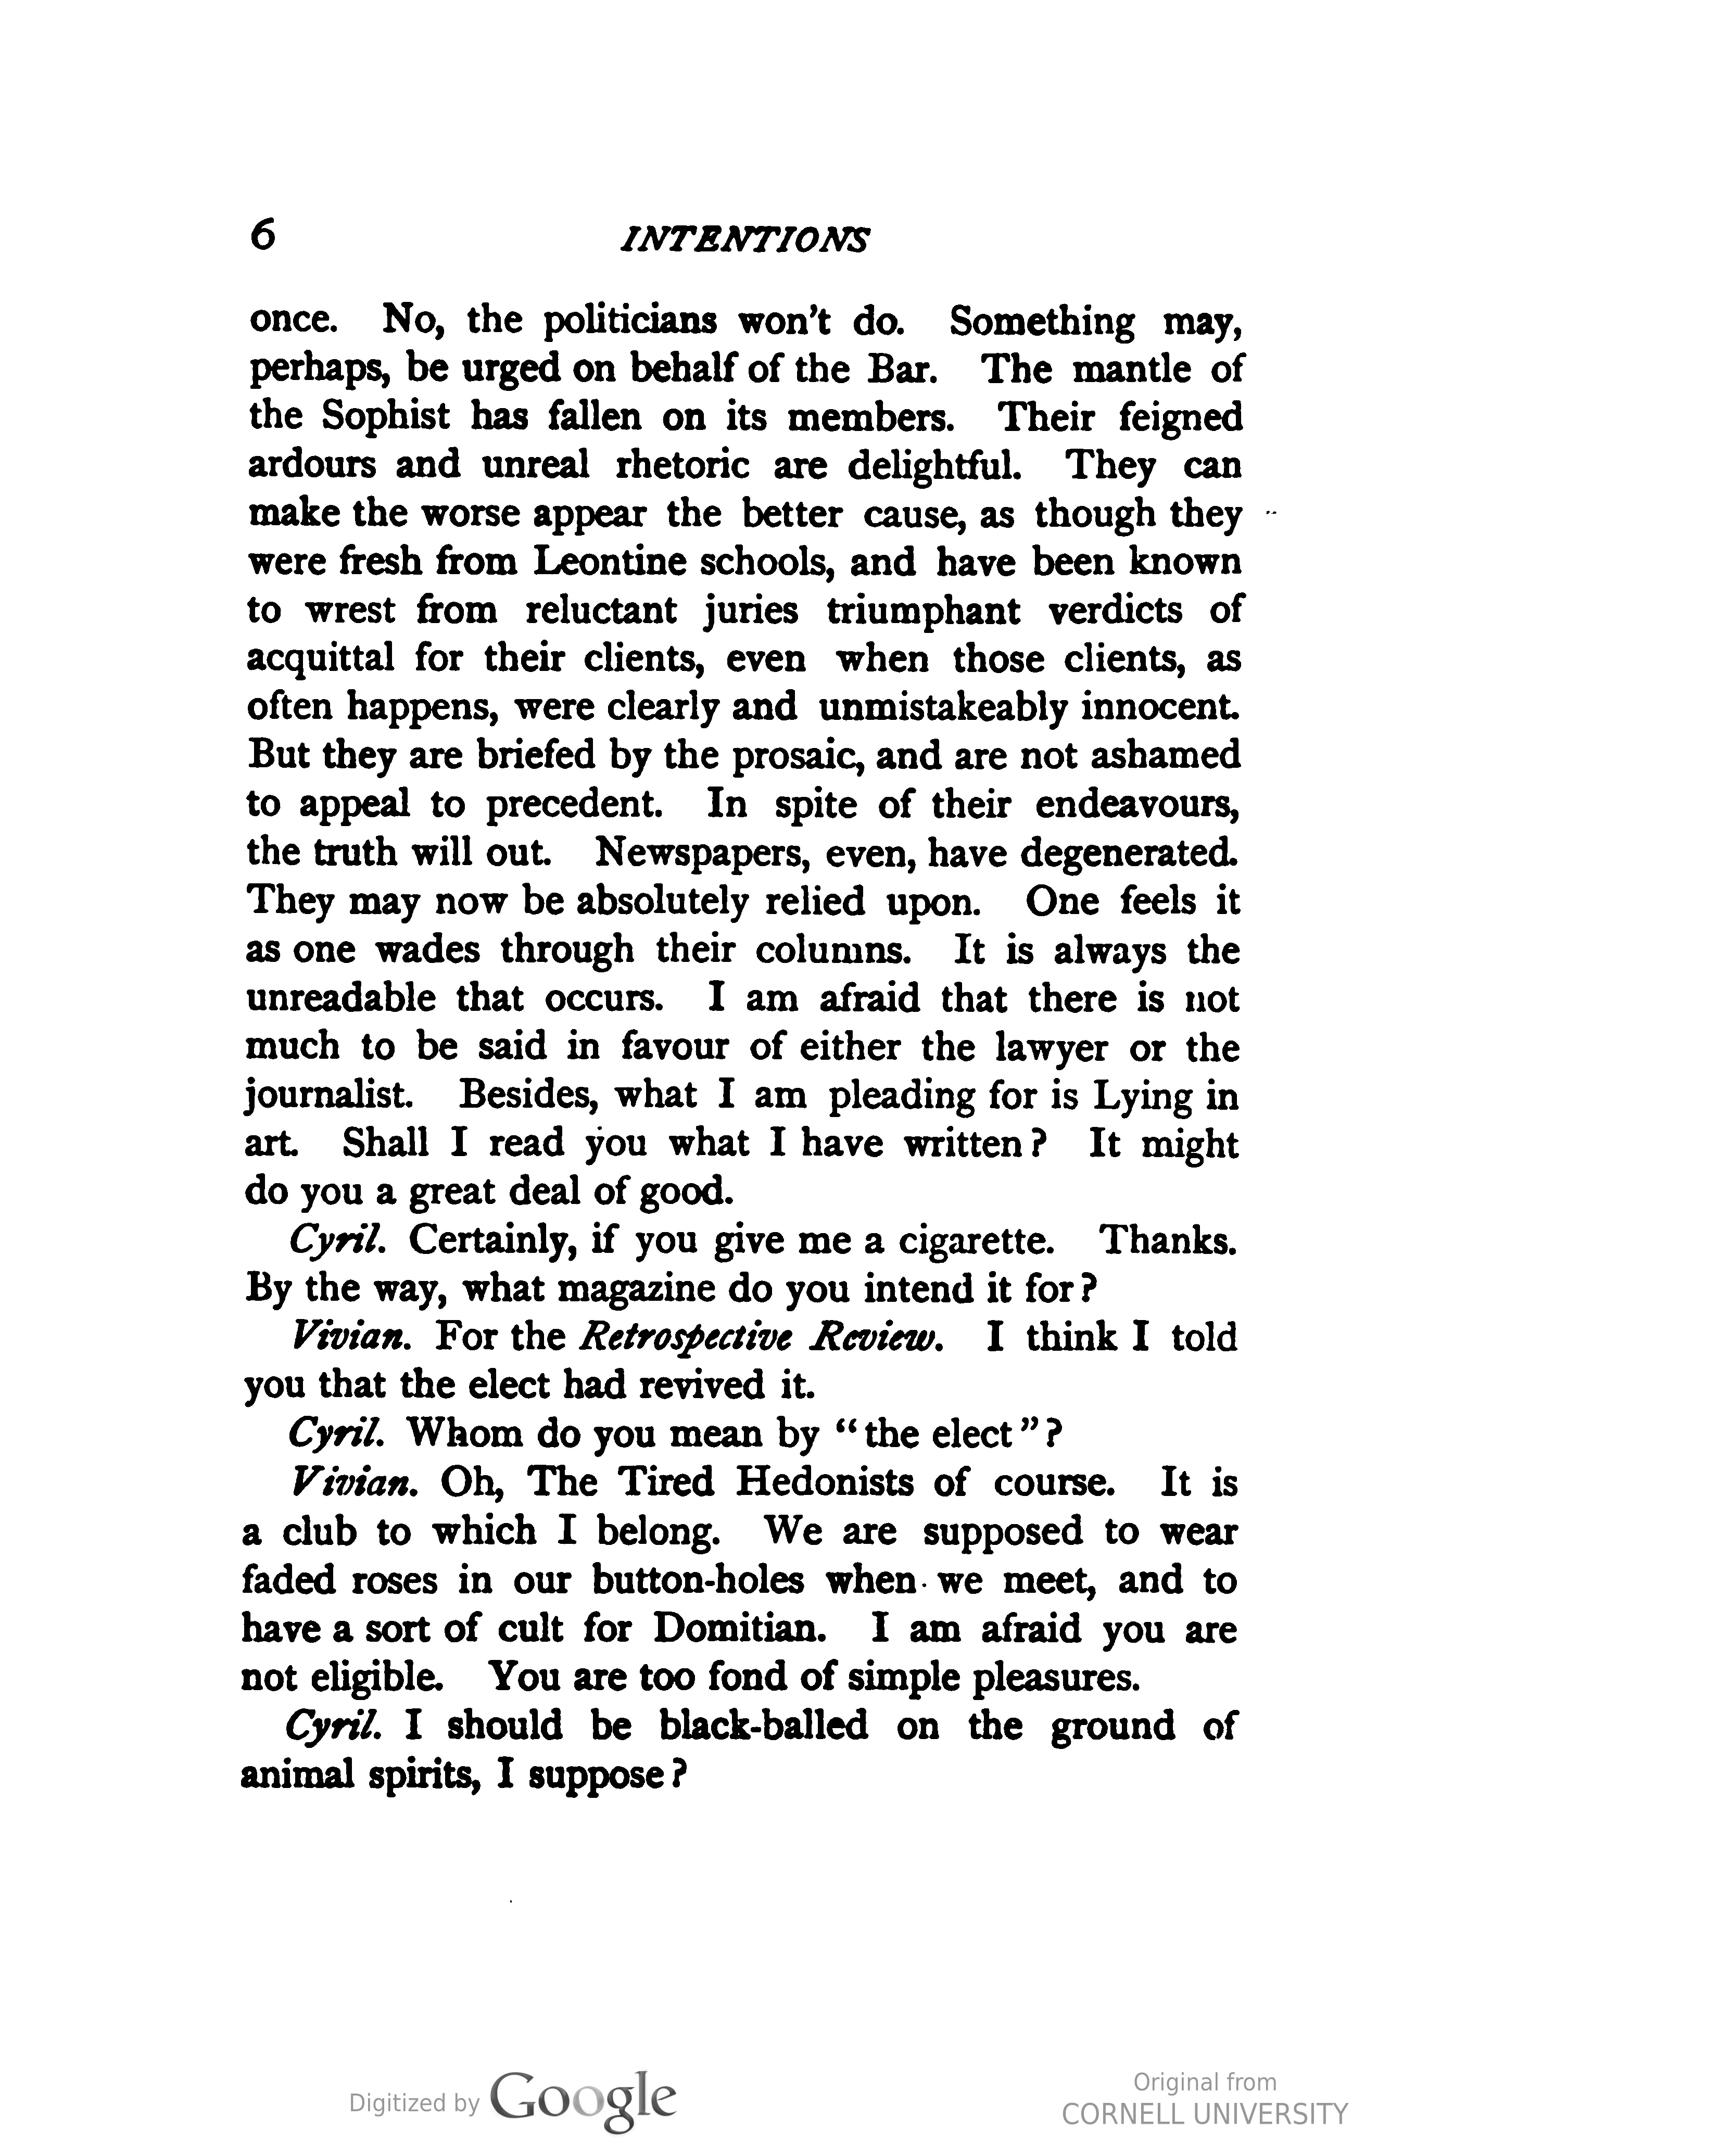 6 INTENTIONS
once. No, the politicians won't do. Something may,
perhaps, be urged on behalf of the Bar. The mantle of
the Sophist has fallen on its members. Their feigned
ardours and unreal rhetoric are delightful. They can
make the worse appear the better cause, as though they
were fresh from Leontine schools, and have been known
to wrest from reluctant juries triumphant verdicts of
acquittal for their clients, even when those clients, as
often happens, were clearly and unmistakeably innocent.
But they are briefed by the prosaic, and are not ashamed
to appeal to precedent. In spite of their endeavours,
the truth will out. Newspapers, even, have degenerated.
They may now be absolutely relied upon. One feels it
as one wades through their columns. It is always the
unreadable that occurs. I am afraid that there is not
much to be said in favour of either the lawyer or the
journalist. Besides, what I am pleading for is Lying in
art. Shall I read you what I have written? It might
do you a great deal of good.
Cyril. Certainly, if you give me a cigarette. Thanks.
By the way, what magazine do you intend it for?
Vivian. For the Retrospective Review. I think I told
you that the elect had revived it.
Cyril. Whom do you mean by "the elect"?
Vivian. Oh, The Tired Hedonists of course. It is
a club to which I belong. We are supposed to wear
faded roses in our button-holes when we meet, and to
have a sort of cult for Domitian. I am afraid you are
not eligible. You are too fond of simple pleasures.
Cyril. I should be black-balled on the ground of
animal spirits, I suppose?
Digitized by Google
Original from
CORNELL UNIVERSITY